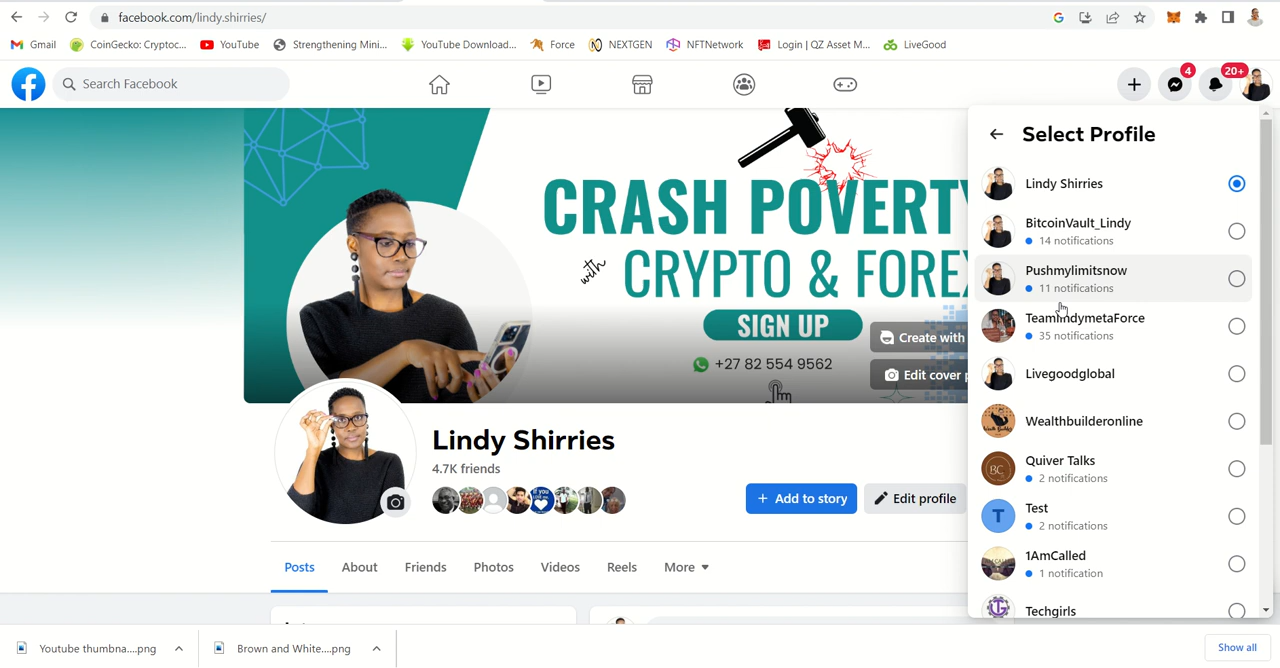 facebook.com/lindy.shirries/
Gmail
CoinGecko: Cryptoc...
YouTube
Strengthening Mini...
YouTube Download...
Force
NEXTGEN
NFTNetwork
Login | QZ Asset M...
LiveGood
Search Facebook
4
20+
CRASH POVERTY
with
CRYPTO & FOREX
SIGN UP
+27 82 554 9562
Create with
Edit cover p
Lindy Shirries
4.7K friends
+ Add to story
Edit profile
Posts
About
Friends
Photos
Videos
Reels
More
Select Profile
Lindy Shirries
BitcoinVault_Lindy
14 notifications
Pushmylimitsnow
11 notifications
TeamlindymetaForce
35 notifications
Livegoodglobal
Wealthbuilderonline
BC
Quiver Talks
2 notifications
T
Test
2 notifications
1AmCalled
1 notification
Techgirls
Youtube thumbna....png
Brown and White....png
Show all